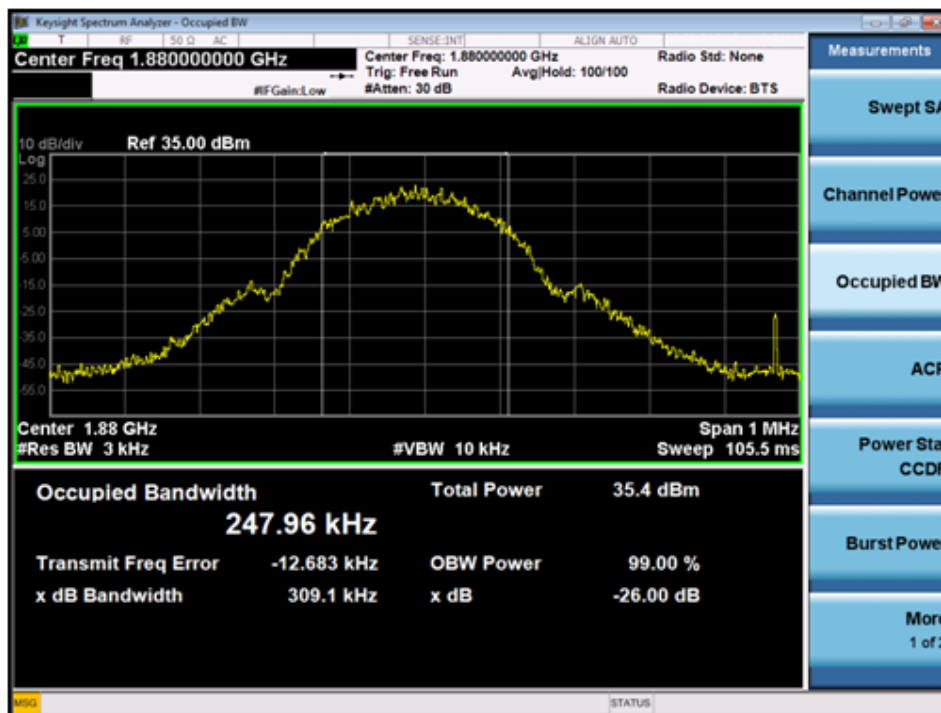 Keysight Spectrum Analyzer - Occupied BW
T RF 50 Ω AC SENSE:INT ALIGN AUTO
Center Freq 1.880000000 GHz
Center Freq: 1.880000000 GHz Radio Std: None
Trig: Free Run Avg|Hold: 100/100
#IFGain:Low #Atten: 30 dB Radio Device: BTS
10 dB/div Ref 35.00 dBm
Log
25.0
15.0
5.00
-5.00
-15.0
-25.0
-35.0
-45.0
-55.0
Center 1.88 GHz Span 1 MHz
#Res BW 3 kHz #VBW 10 kHz Sweep 105.5 ms
Occupied Bandwidth Total Power 35.4 dBm
247.96 kHz
Transmit Freq Error -12.683 kHz OBW Power 99.00 %
x dB Bandwidth 309.1 kHz x dB -26.00 dB
MSG STATUS
Measurements
Swept SA
Channel Powe
Occupied BW
ACP
Power Sta
CCDF
Burst Powe
More
1 of 2